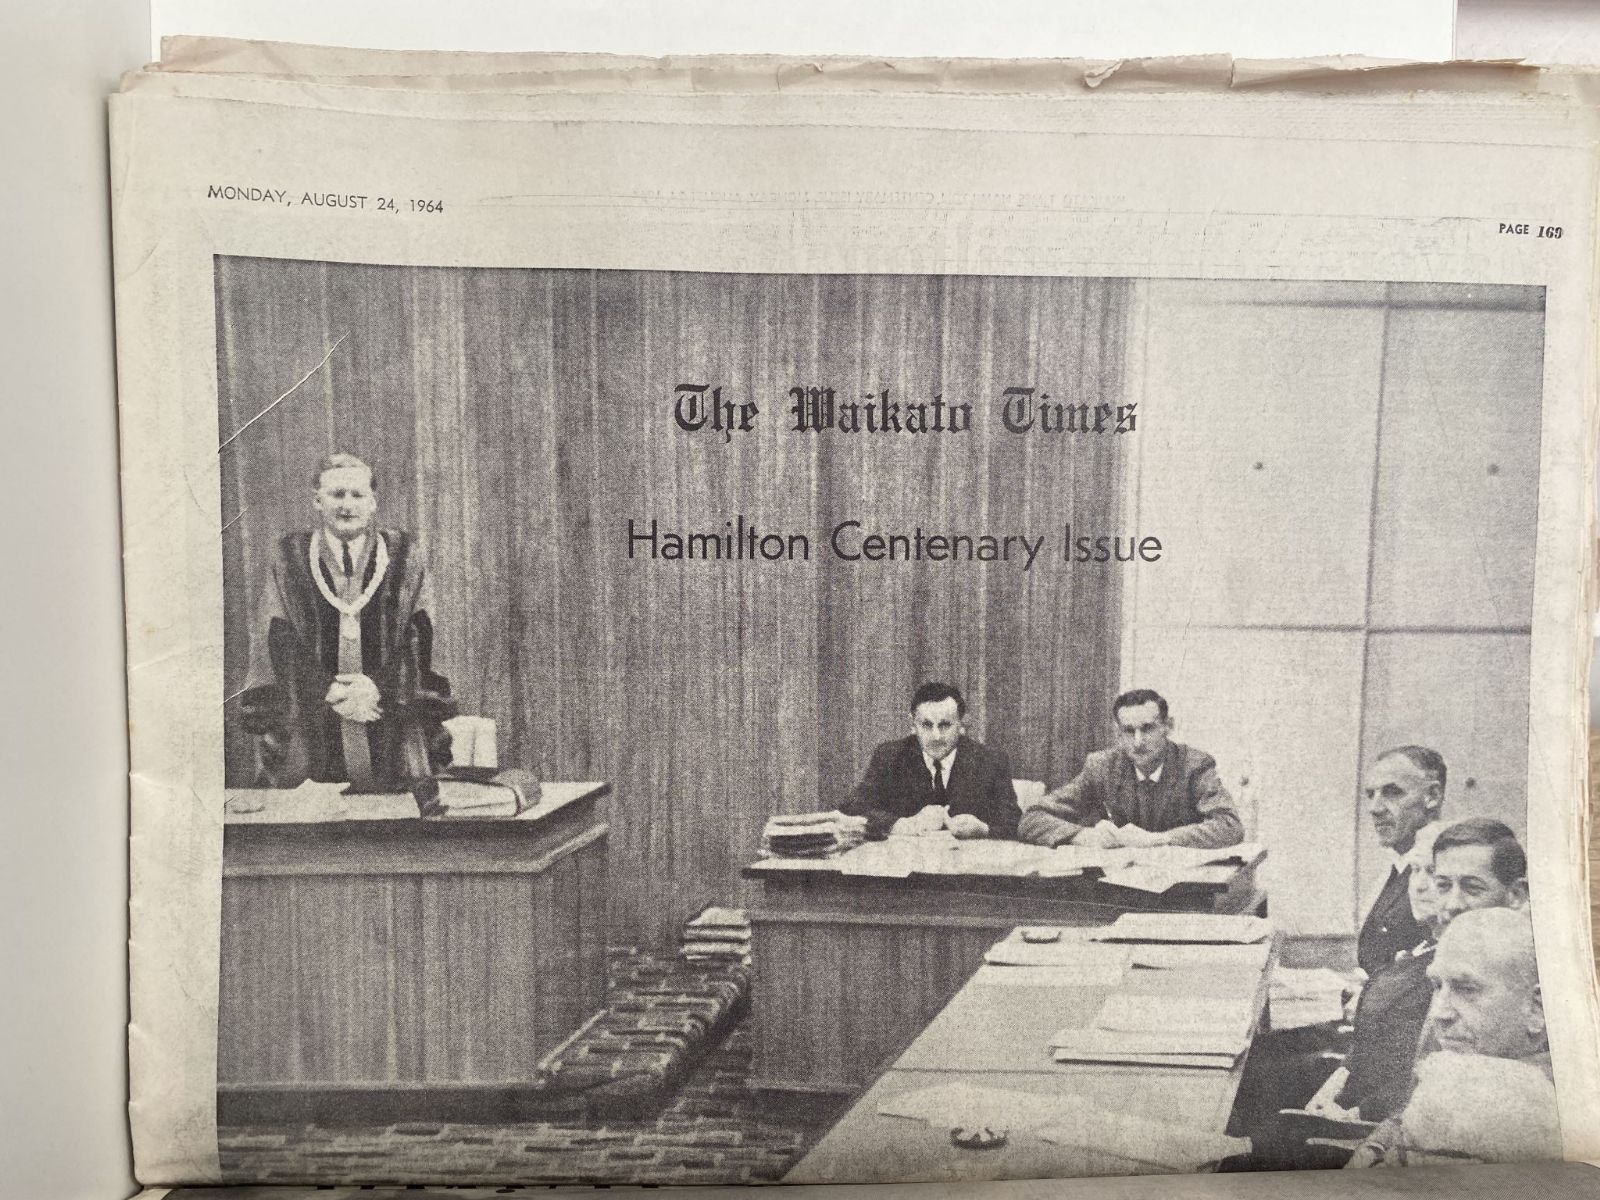 MONDAY, AUGUST 24, 1964
PAGE 169
The Waikato Times
Hamilton Centenary Issue